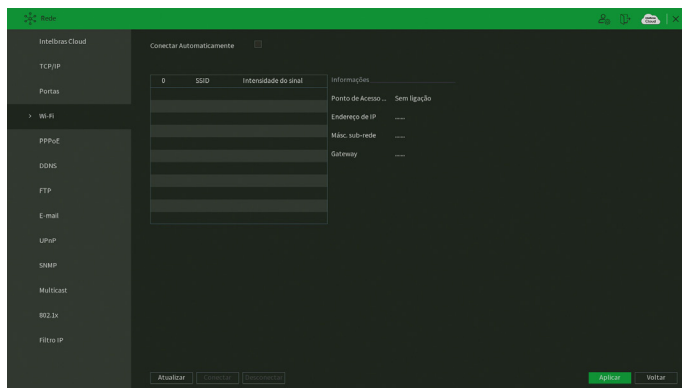 Rede
Intelbras Cloud
TCP/IP
Portas
> Wi-Fi
PPPoE
DDNS
FTP
E-mail
UPnP
SNMP
Multicast
802.1x
Filtro IP
Conectar Automaticamente
0 SSID Intensidade do sinal
Informações
Ponto de Acesso ... Sem ligação
Endereço de IP --.--
Másc. sub-rede --.--
Gateway --.--
Atualizar Conectar Desconectar
Aplicar Voltar